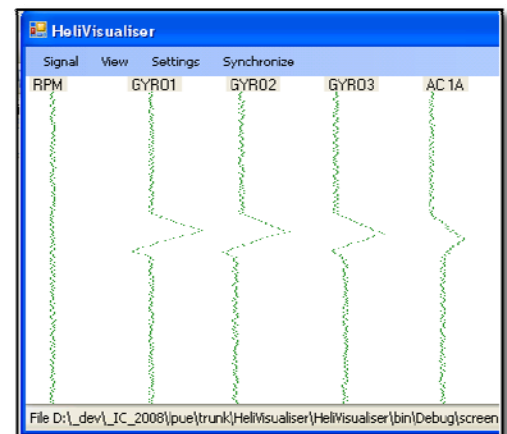 HeliVisualiser
Signal View Settings Synchronize
RPM GYRO1 GYRO2 GYRO3 AC1A
File D:\_dev\_IC_2008\pue\trunk\HeliVisualiser\HeliVisualiser\bin\Debug\screen